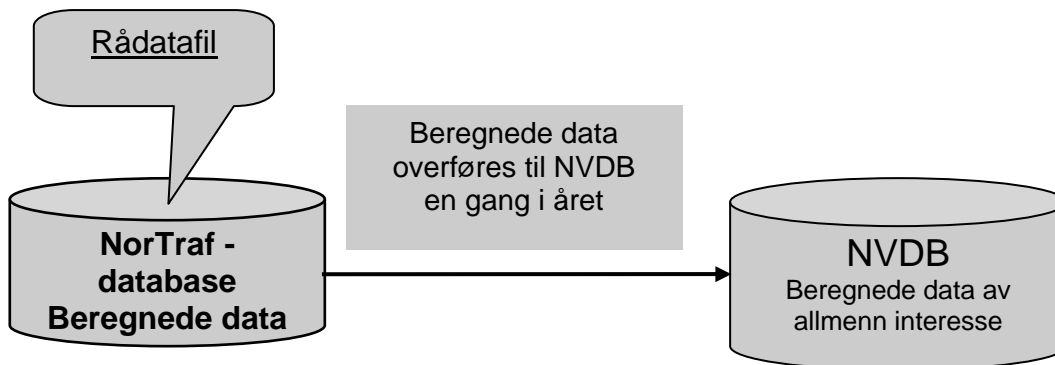 Rådatafil
Beregnede data
overføres til NVDB
en gang i året
NorTraf -
database
Beregnede data
NVDB
Beregnede data av
allmenn interesse